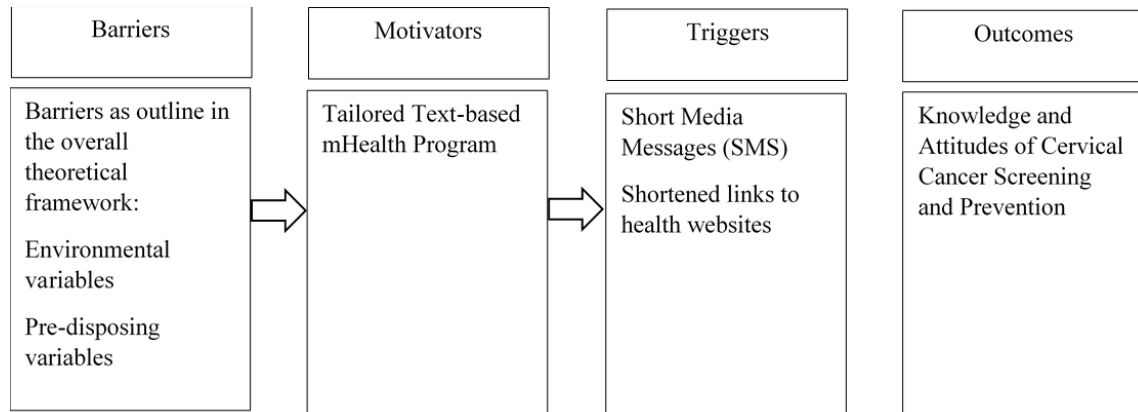 Barriers
Motivators
Triggers
Outcomes
Barriers as outline in
the overall
theoretical
framework:
Environmental
variables
Pre-disposing
variables
Tailored Text-based
mHealth Program
Short Media
Messages (SMS)
Shortened links to
health websites
Knowledge and
Attitudes of Cervical
Cancer Screening
and Prevention